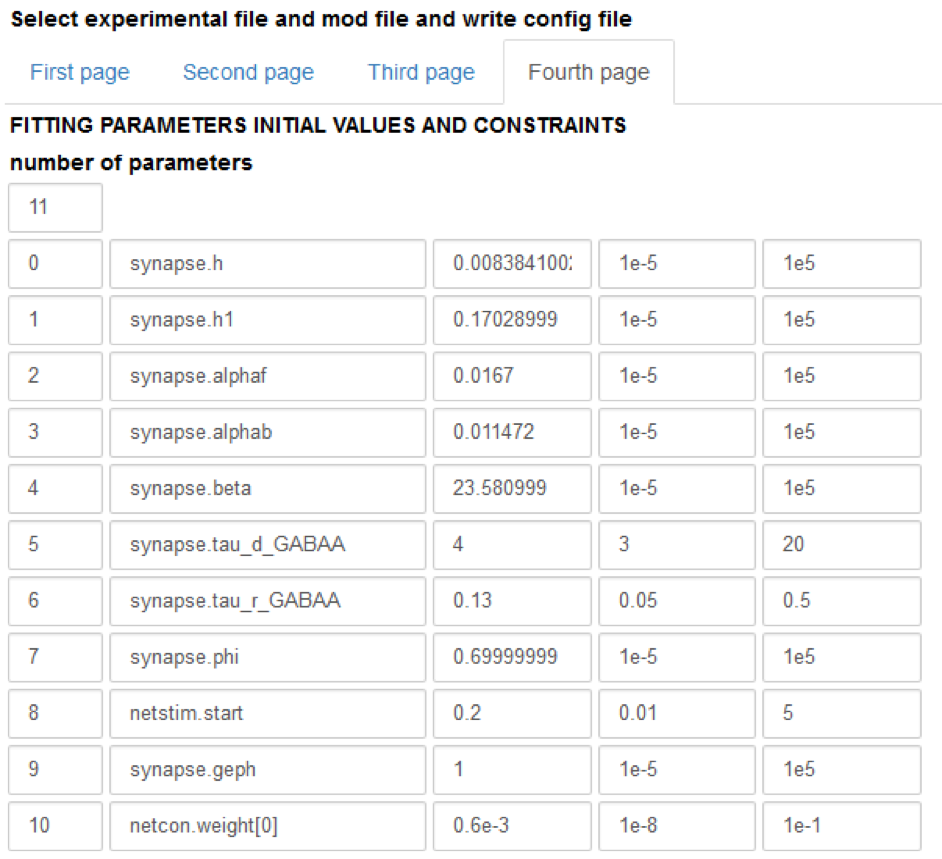 Select experimental file and mod file and write config file
First page Second page Third page Fourth page
FITTING PARAMETERS INITIAL VALUES AND CONSTRAINTS
number of parameters
11
0 synapse.h 0.008384100 1e-5 1e5
1 synapse.h1 0.17028999 1e-5 1e5
2 synapse.alphaf 0.0167 1e-5 1e5
3 synapse.alphab 0.011472 1e-5 1e5
4 synapse.beta 23.580999 1e-5 1e5
5 synapse.tau_d_GABAA 4 3 20
6 synapse.tau_r_GABAA 0.13 0.05 0.5
7 synapse.phi 0.69999999 1e-5 1e5
8 netstim.start 0.2 0.01 5
9 synapse.geph 1 1e-5 1e5
10 netcon.weight[0] 0.6e-3 1e-8 1e-1